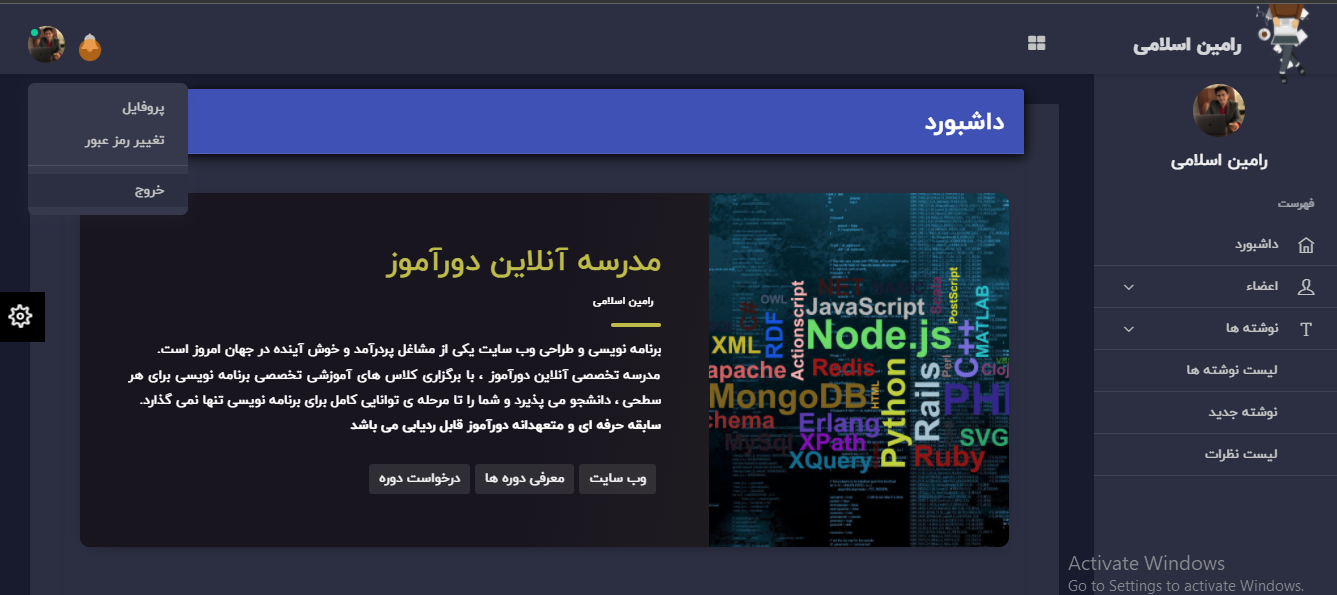 رامین اسلامی
پروفایل
تغییر رمز عبور
خروج
رامین اسلامی
فهرست
داشبورد
اعضاء
نوشته ها
لیست نوشته ها
نوشته جدید
لیست نظرات
داشبورد
مدرسه آنلاین دورآموز
رامین اسلامی
برنامه نویسی و طراحی وب سایت یکی از مشاغل پردرآمد و خوش آینده در جهان امروز است.
مدرسه تخصصی آنلاین دورآموز ، با برگزاری کلاس های آموزشی تخصصی برنامه نویسی برای هر
سطحی ، دانشجو می پذیرد و شما را تا مرحله ی توانایی کامل برای برنامه نویسی تنها نمی گذارد.
سابقه حرفه ای و متعهدانه دورآموز قابل ردیابی می باشد
وب سایت
معرفی دوره ها
درخواست دوره
.NET
OWL
JavaScript
PostScript
Node.js
RDF
XML
Actionscript
C++
MATLAB
apache
Redis
Perl
Cloj
MongoDB
HTML
Python
Rails
PHP
chema
Erlang
MySql
XPath
SVG
XQuery
Ruby
Activate Windows
Go to Settings to activate Windows.